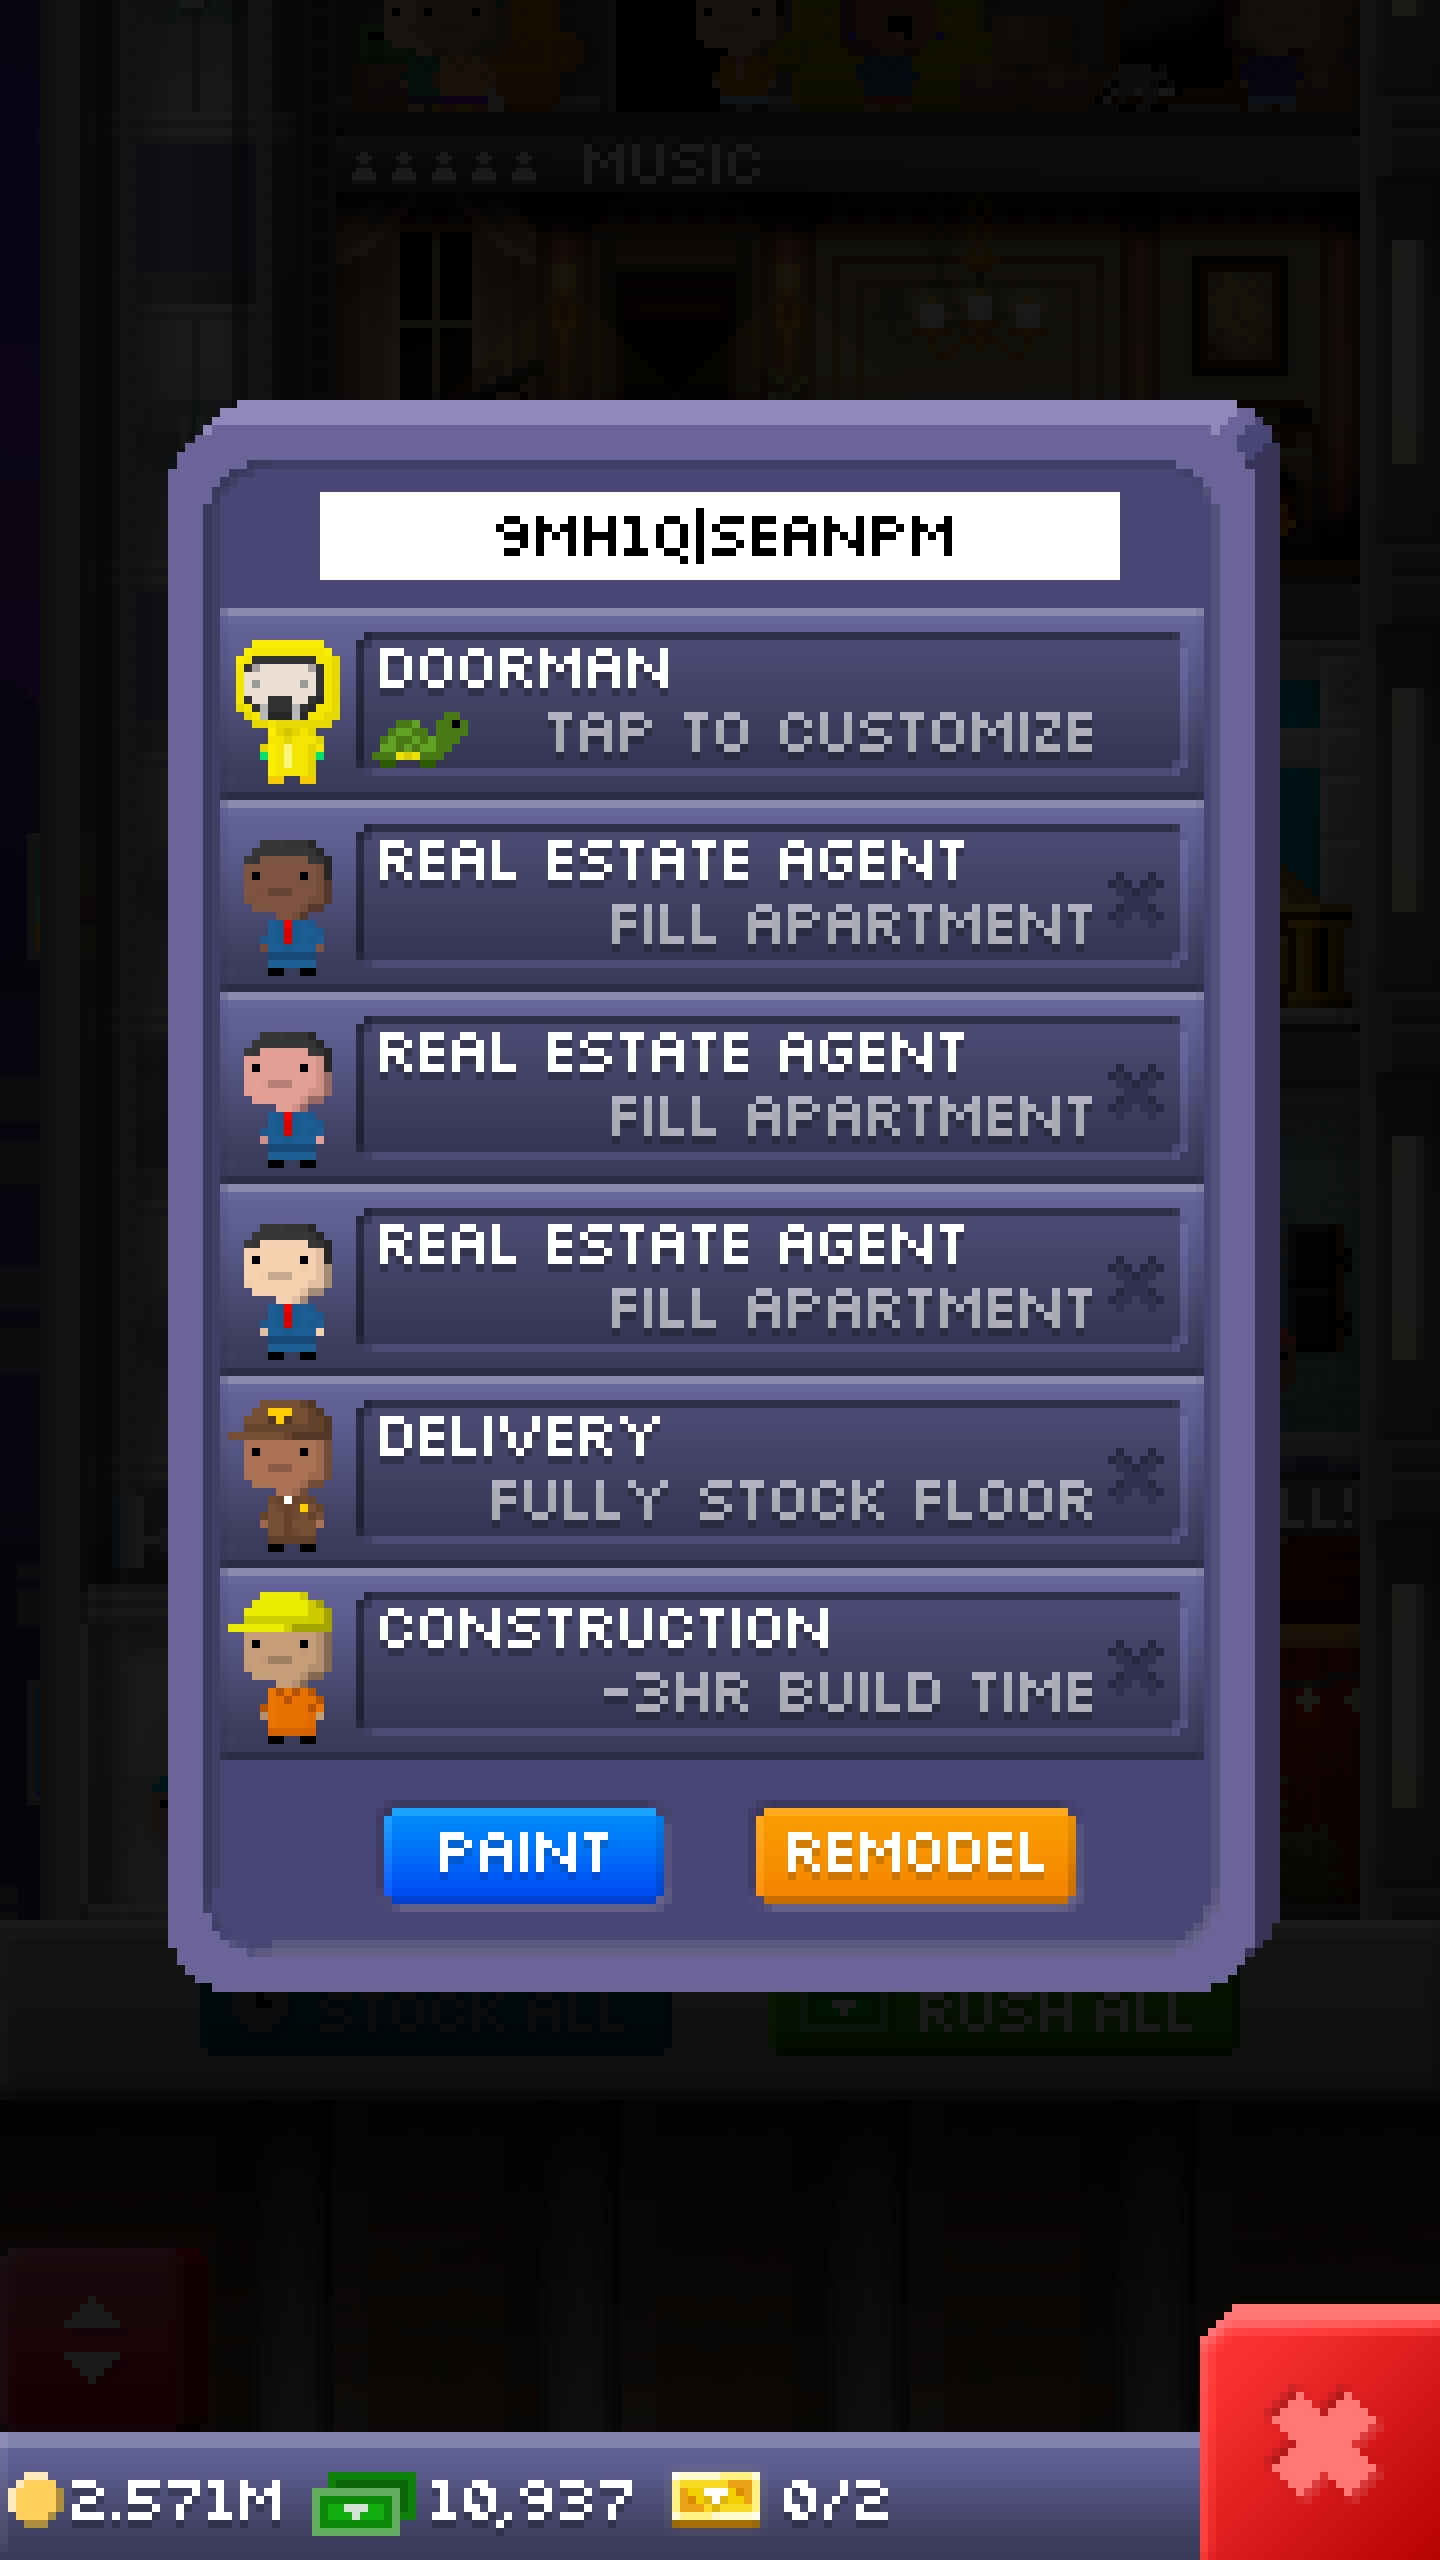 MUSIC
9MH1Q|SEANPM
DOORMAN
TAP TO CUSTOMIZE
REAL ESTATE AGENT
FILL APARTMENT
REAL ESTATE AGENT
FILL APARTMENT
REAL ESTATE AGENT
FILL APARTMENT
DELIVERY
FULLY STOCK FLOOR
CONSTRUCTION
-3HR BUILD TIME
PAINT REMODEL
STOCK ALL RUSH ALL
2.571M 10,937 0/2